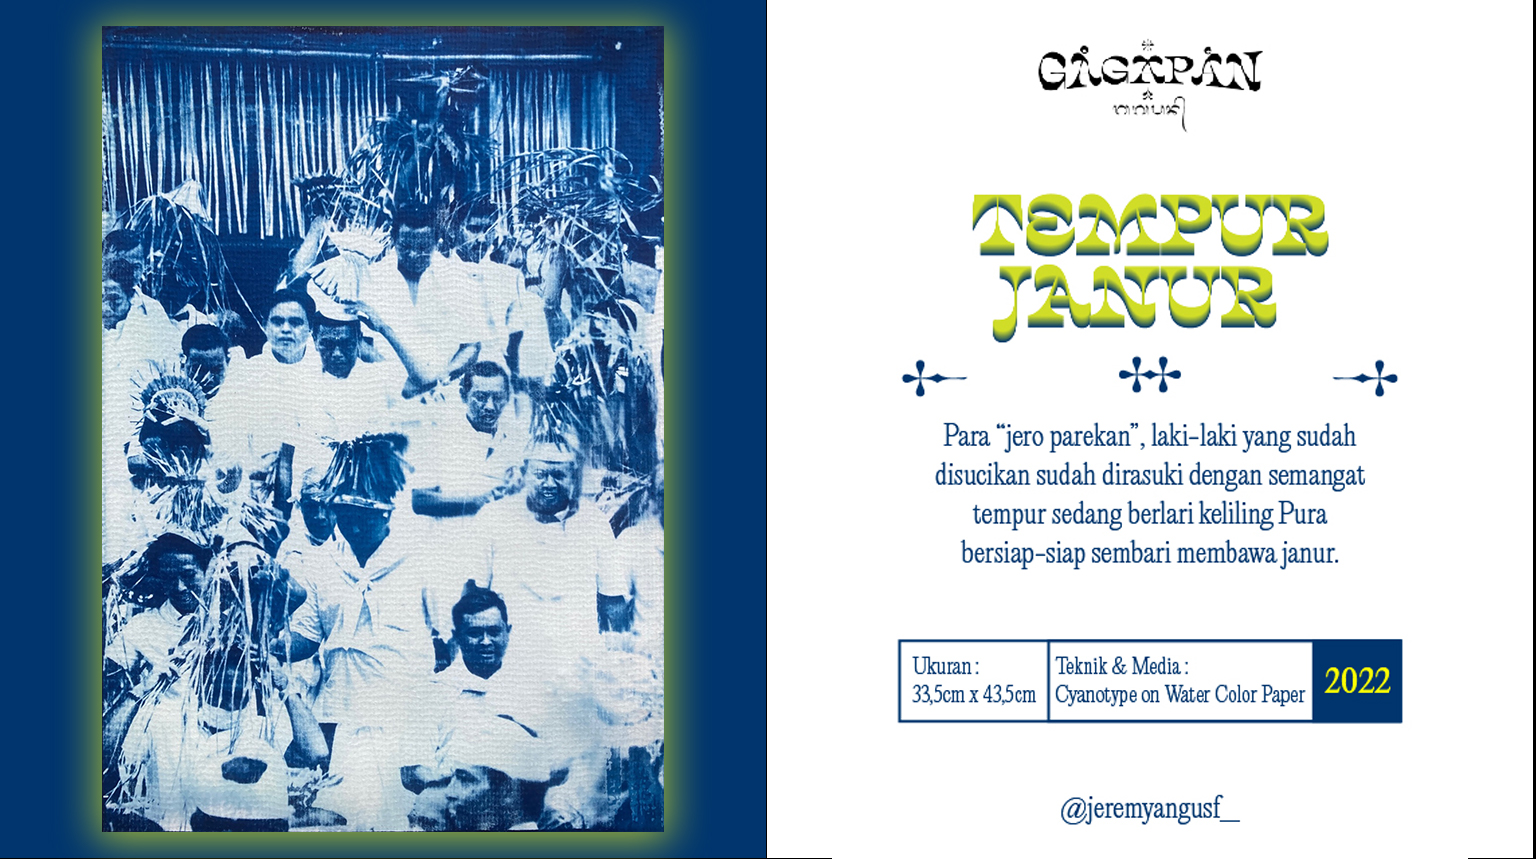 GAGAPAN
TEMPUR
JANUR
Para “jero parekan”, laki-laki yang sudah
disucikan sudah dirasuki dengan semangat
tempur sedang berlari keliling Pura
bersiap-siap sembari membawa janur.
Ukuran :
33,5cm x 43,5cm
Teknik & Media :
Cyanotype on Water Color Paper
2022
@jeremyangusf_